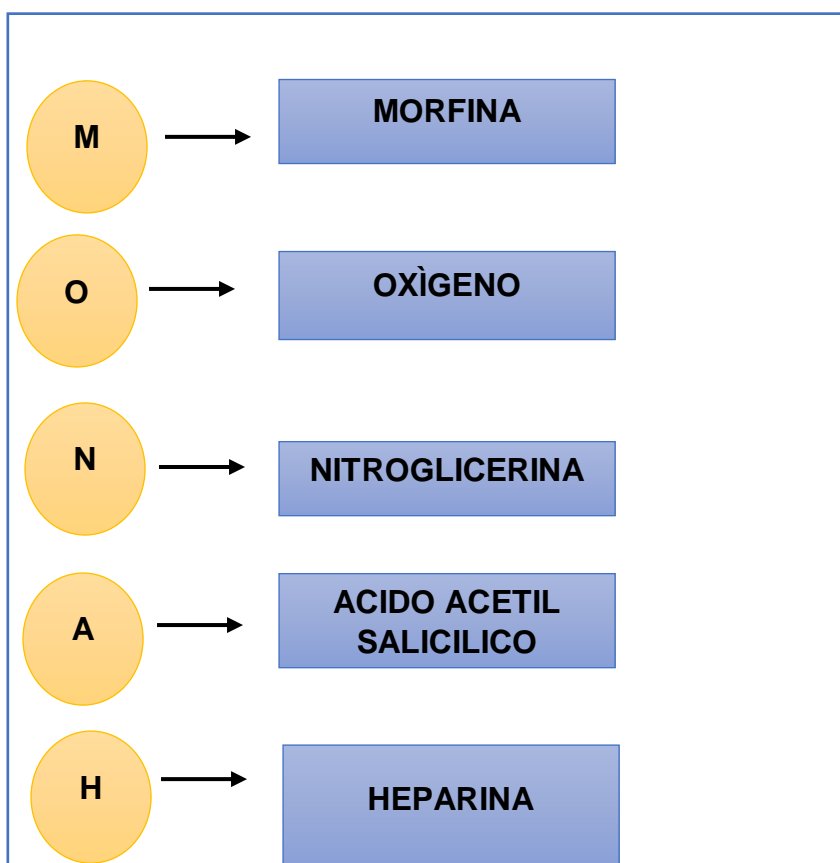 M
MORFINA
O
OXÌGENO
N
NITROGLICERINA
A
ACIDO ACETIL
SALICILICO
H
HEPARINA